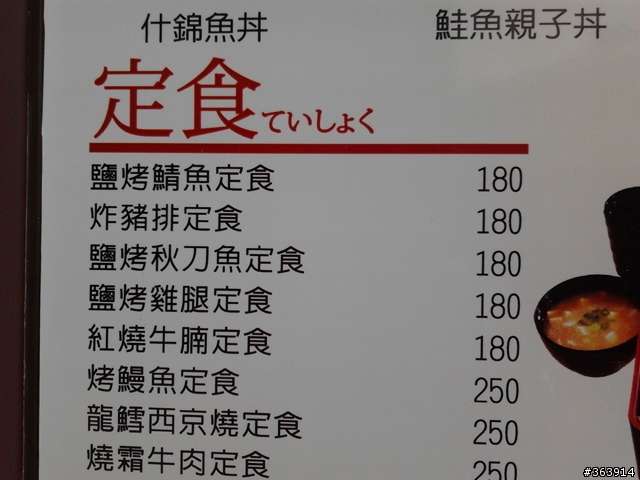 什錦魚丼 鮭魚親子丼
定食 ていしょく
鹽烤鯖魚定食 180
炸豬排定食 180
鹽烤秋刀魚定食 180
鹽烤雞腿定食 180
紅燒牛腩定食 180
烤鰻魚定食 250
龍鱈西京燒定食 250
燒霜牛肉定食 250
#363914